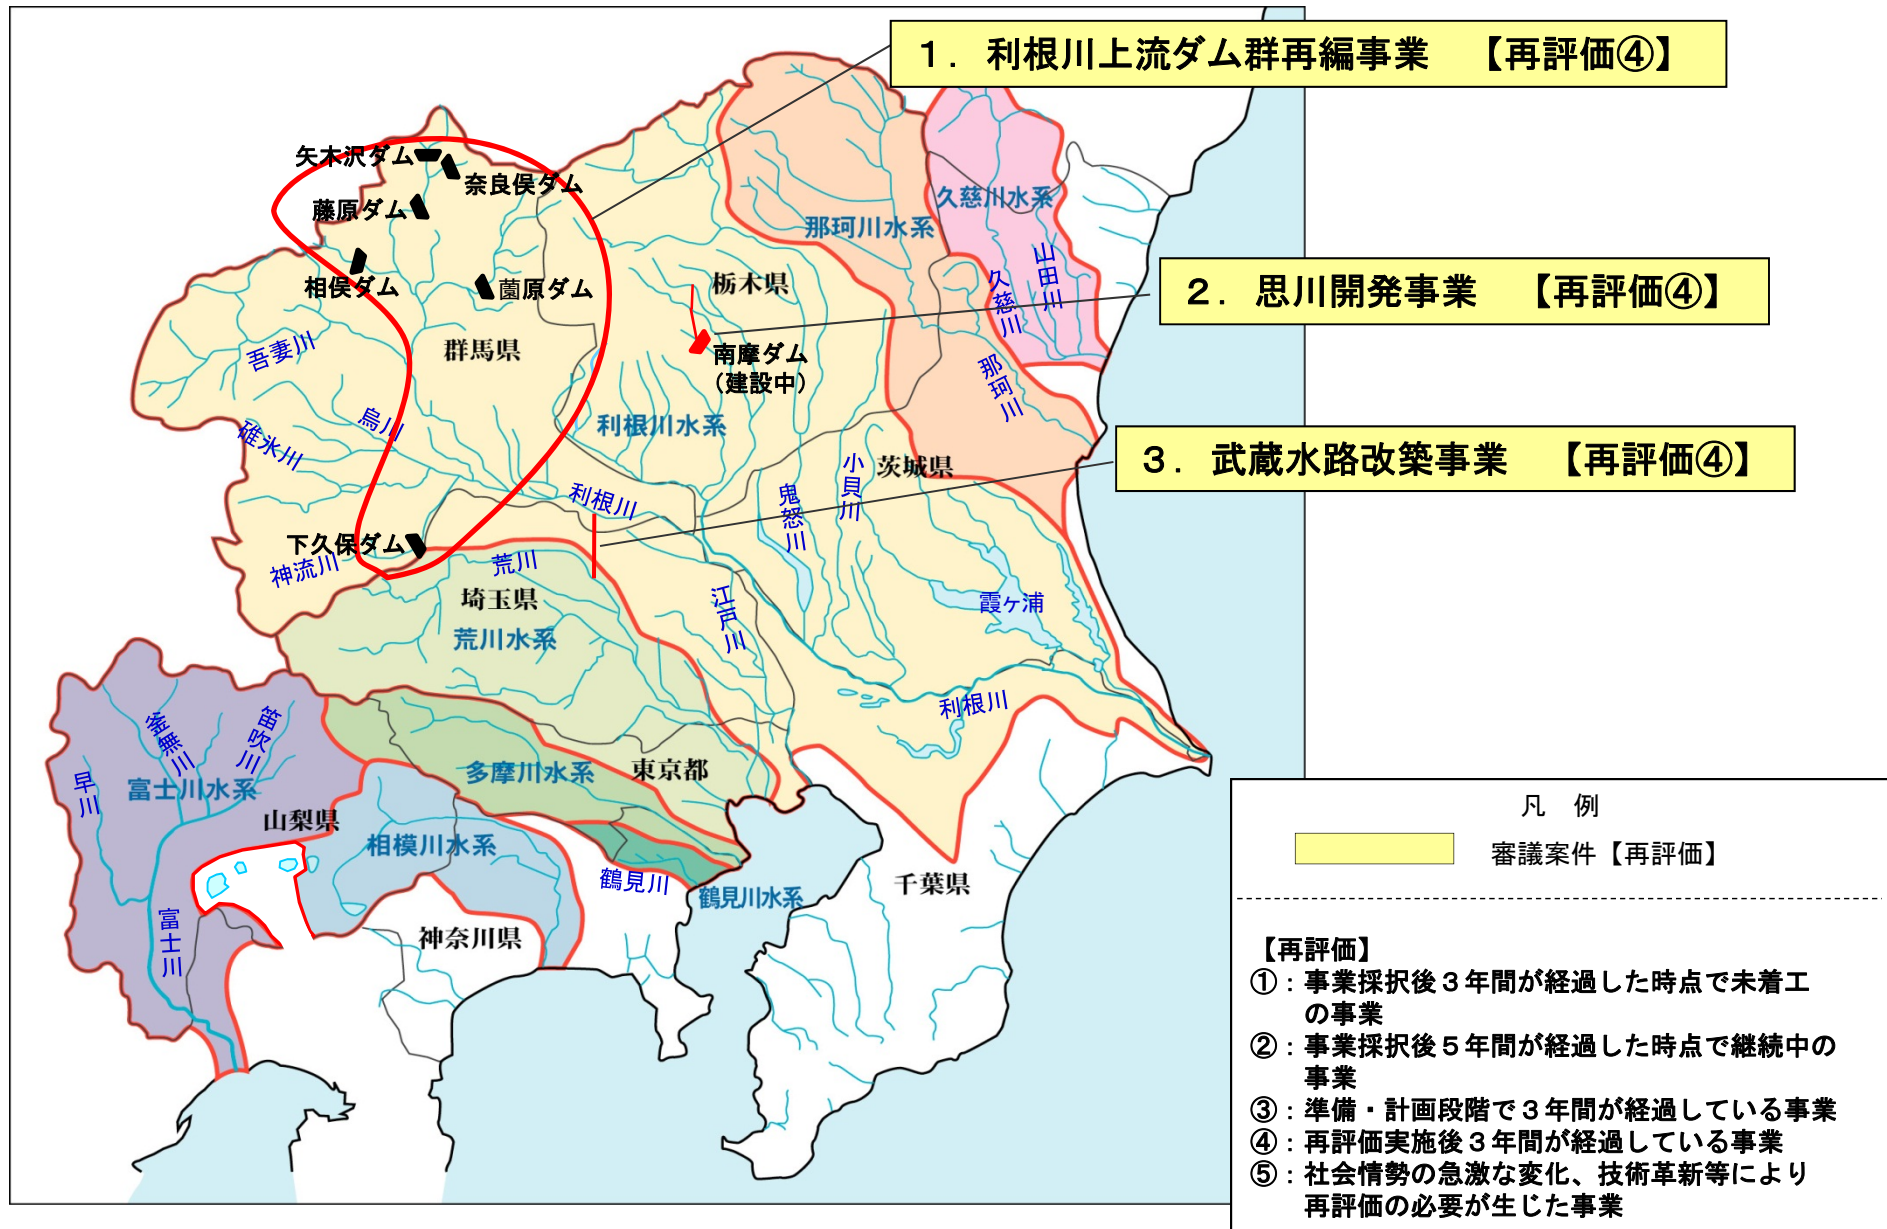 １．利根川上流ダム群再編事業　【再評価④】
矢木沢ダム
奈良俣ダム
藤原ダム
相俣ダム
薗原ダム
久慈川水系
那珂川水系
山田川
久慈川
栃木県
２．思川開発事業　【再評価④】
南摩ダム
（建設中）
吾妻川
群馬県
那珂川
利根川水系
烏川
碓氷川
茨城県
小貝川
３．武蔵水路改築事業　【再評価④】
鬼怒川
利根川
下久保ダム
神流川
荒川
埼玉県
荒川水系
江戸川
霞ヶ浦
利根川
釜無川
笛吹川
早川
富士川水系
多摩川水系
東京都
山梨県
相模川水系
鶴見川
鶴見川水系
千葉県
富士川
神奈川県
凡　例
審議案件【再評価】
【再評価】
①：事業採択後３年間が経過した時点で未着工
の事業
②：事業採択後５年間が経過した時点で継続中の
事業
③：準備・計画段階で３年間が経過している事業
④：再評価実施後３年間が経過している事業
⑤：社会情勢の急激な変化、技術革新等により
再評価の必要が生じた事業